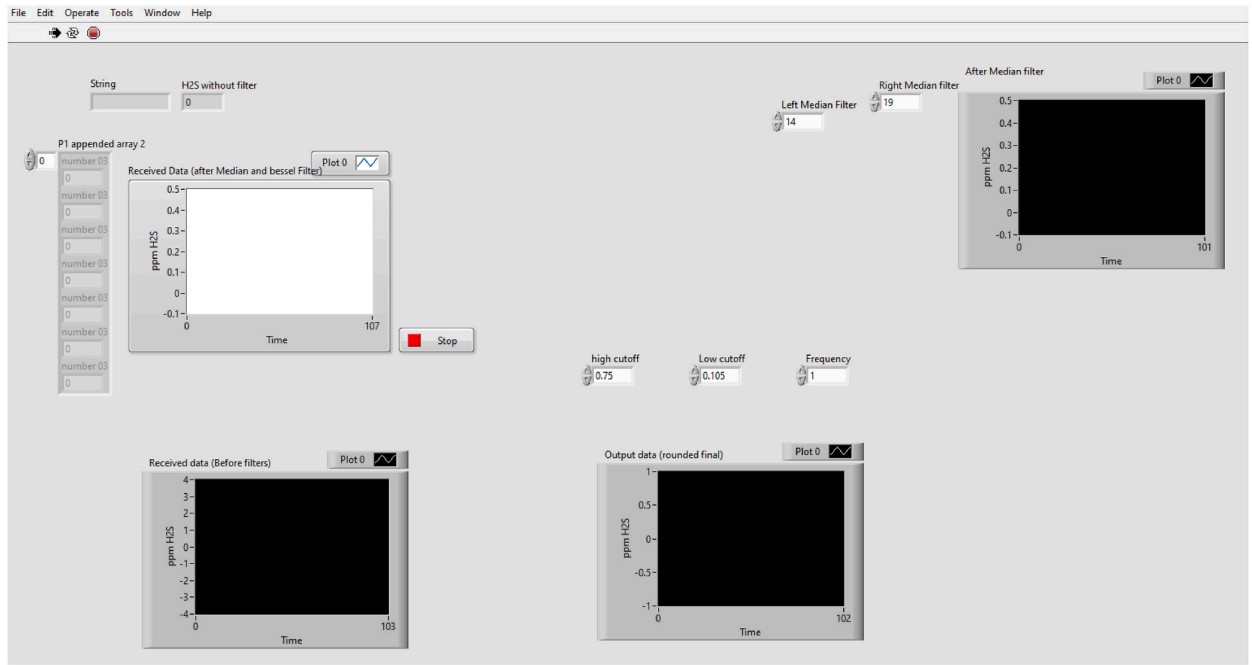 File Edit Operate Tools Window Help
String
H2S without filter
0
P1 appended array 2
0
number 03
0
number 03
0
number 03
0
number 03
0
number 03
0
number 03
0
number 03
0
Received Data (after Median and bessel Filter)
Plot 0
0.5
0.4
0.3
0.2
0.1
0
-0.1
ppm H2S
0
107
Time
Stop
Left Median Filter
14
Right Median filter
19
After Median filter
Plot 0
0.5
0.4
0.3
0.2
0.1
0
-0.1
ppm H2S
0
101
Time
high cutoff
0.75
Low cutoff
0.105
Frequency
1
Received data (Before filters)
Plot 0
4
3
2
1
0
-1
-2
-3
-4
ppm H2S
0
103
Time
Output data (rounded final)
Plot 0
1
0.5
0
-0.5
-1
ppm H2S
0
102
Time